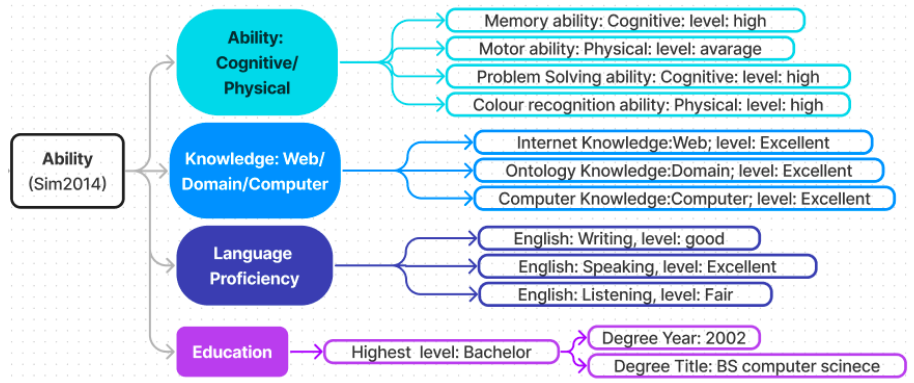 Ability
(Sim2014)
Ability:
Cognitive/
Physical
Memory ability: Cognitive: level: high
Motor ability: Physical: level: avarage
Problem Solving ability: Cognitive: level: high
Colour recognition ability: Physical: level: high
Knowledge: Web/
Domain/Computer
Internet Knowledge:Web; level: Excellent
Ontology Knowledge:Domain; level: Excellent
Computer Knowledge:Computer; level: Excellent
Language
Proficiency
English: Writing, level: good
English: Speaking, level: Excellent
English: Listening, level: Fair
Education
Highest level: Bachelor
Degree Year: 2002
Degree Title: BS computer scinece